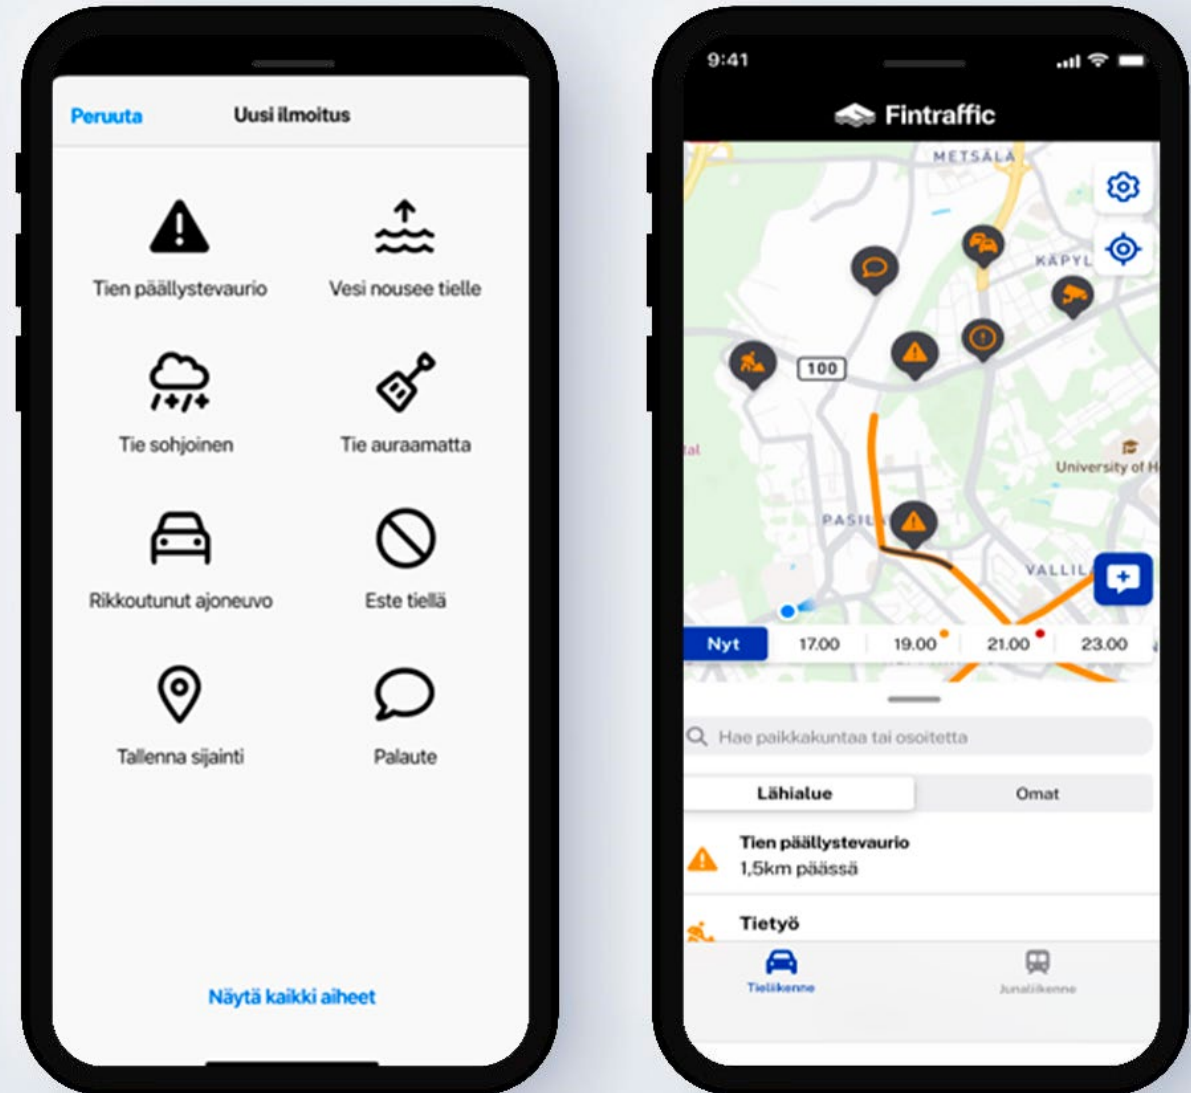 Peruuta
Uusi ilmoitus
Tien päällystevaurio
Vesi nousee tielle
Tie sohjoinen
Tie auraamatta
Rikkoutunut ajoneuvo
Este tiellä
Tallenna sijainti
Palaute
Näytä kaikki aiheet
9:41
Fintraffic
METSÄLÄ
KÄPYL
100
tal
University of H
PASIL
VALLIL
Nyt
17.00
19.00
21.00
23.00
Hae paikkakuntaa tai osoitetta
Lähialue
Omat
Tien päällystevaurio
1,5km päässä
Tietyö
Tieliikenne
Junaliikenne